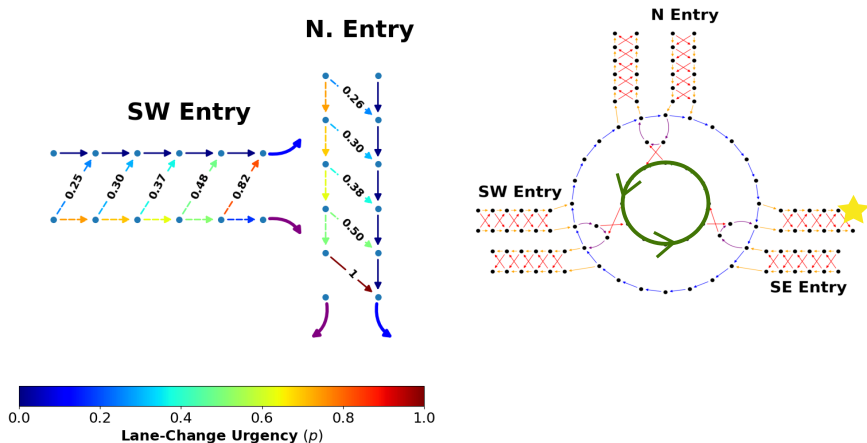 N. Entry
SW Entry
0.26
0.30
0.38
0.50
1
0.25
0.30
0.37
0.48
0.82
N Entry
SW Entry
SE Entry
0.0 0.2 0.4 0.6 0.8 1.0
Lane-Change Urgency (p)